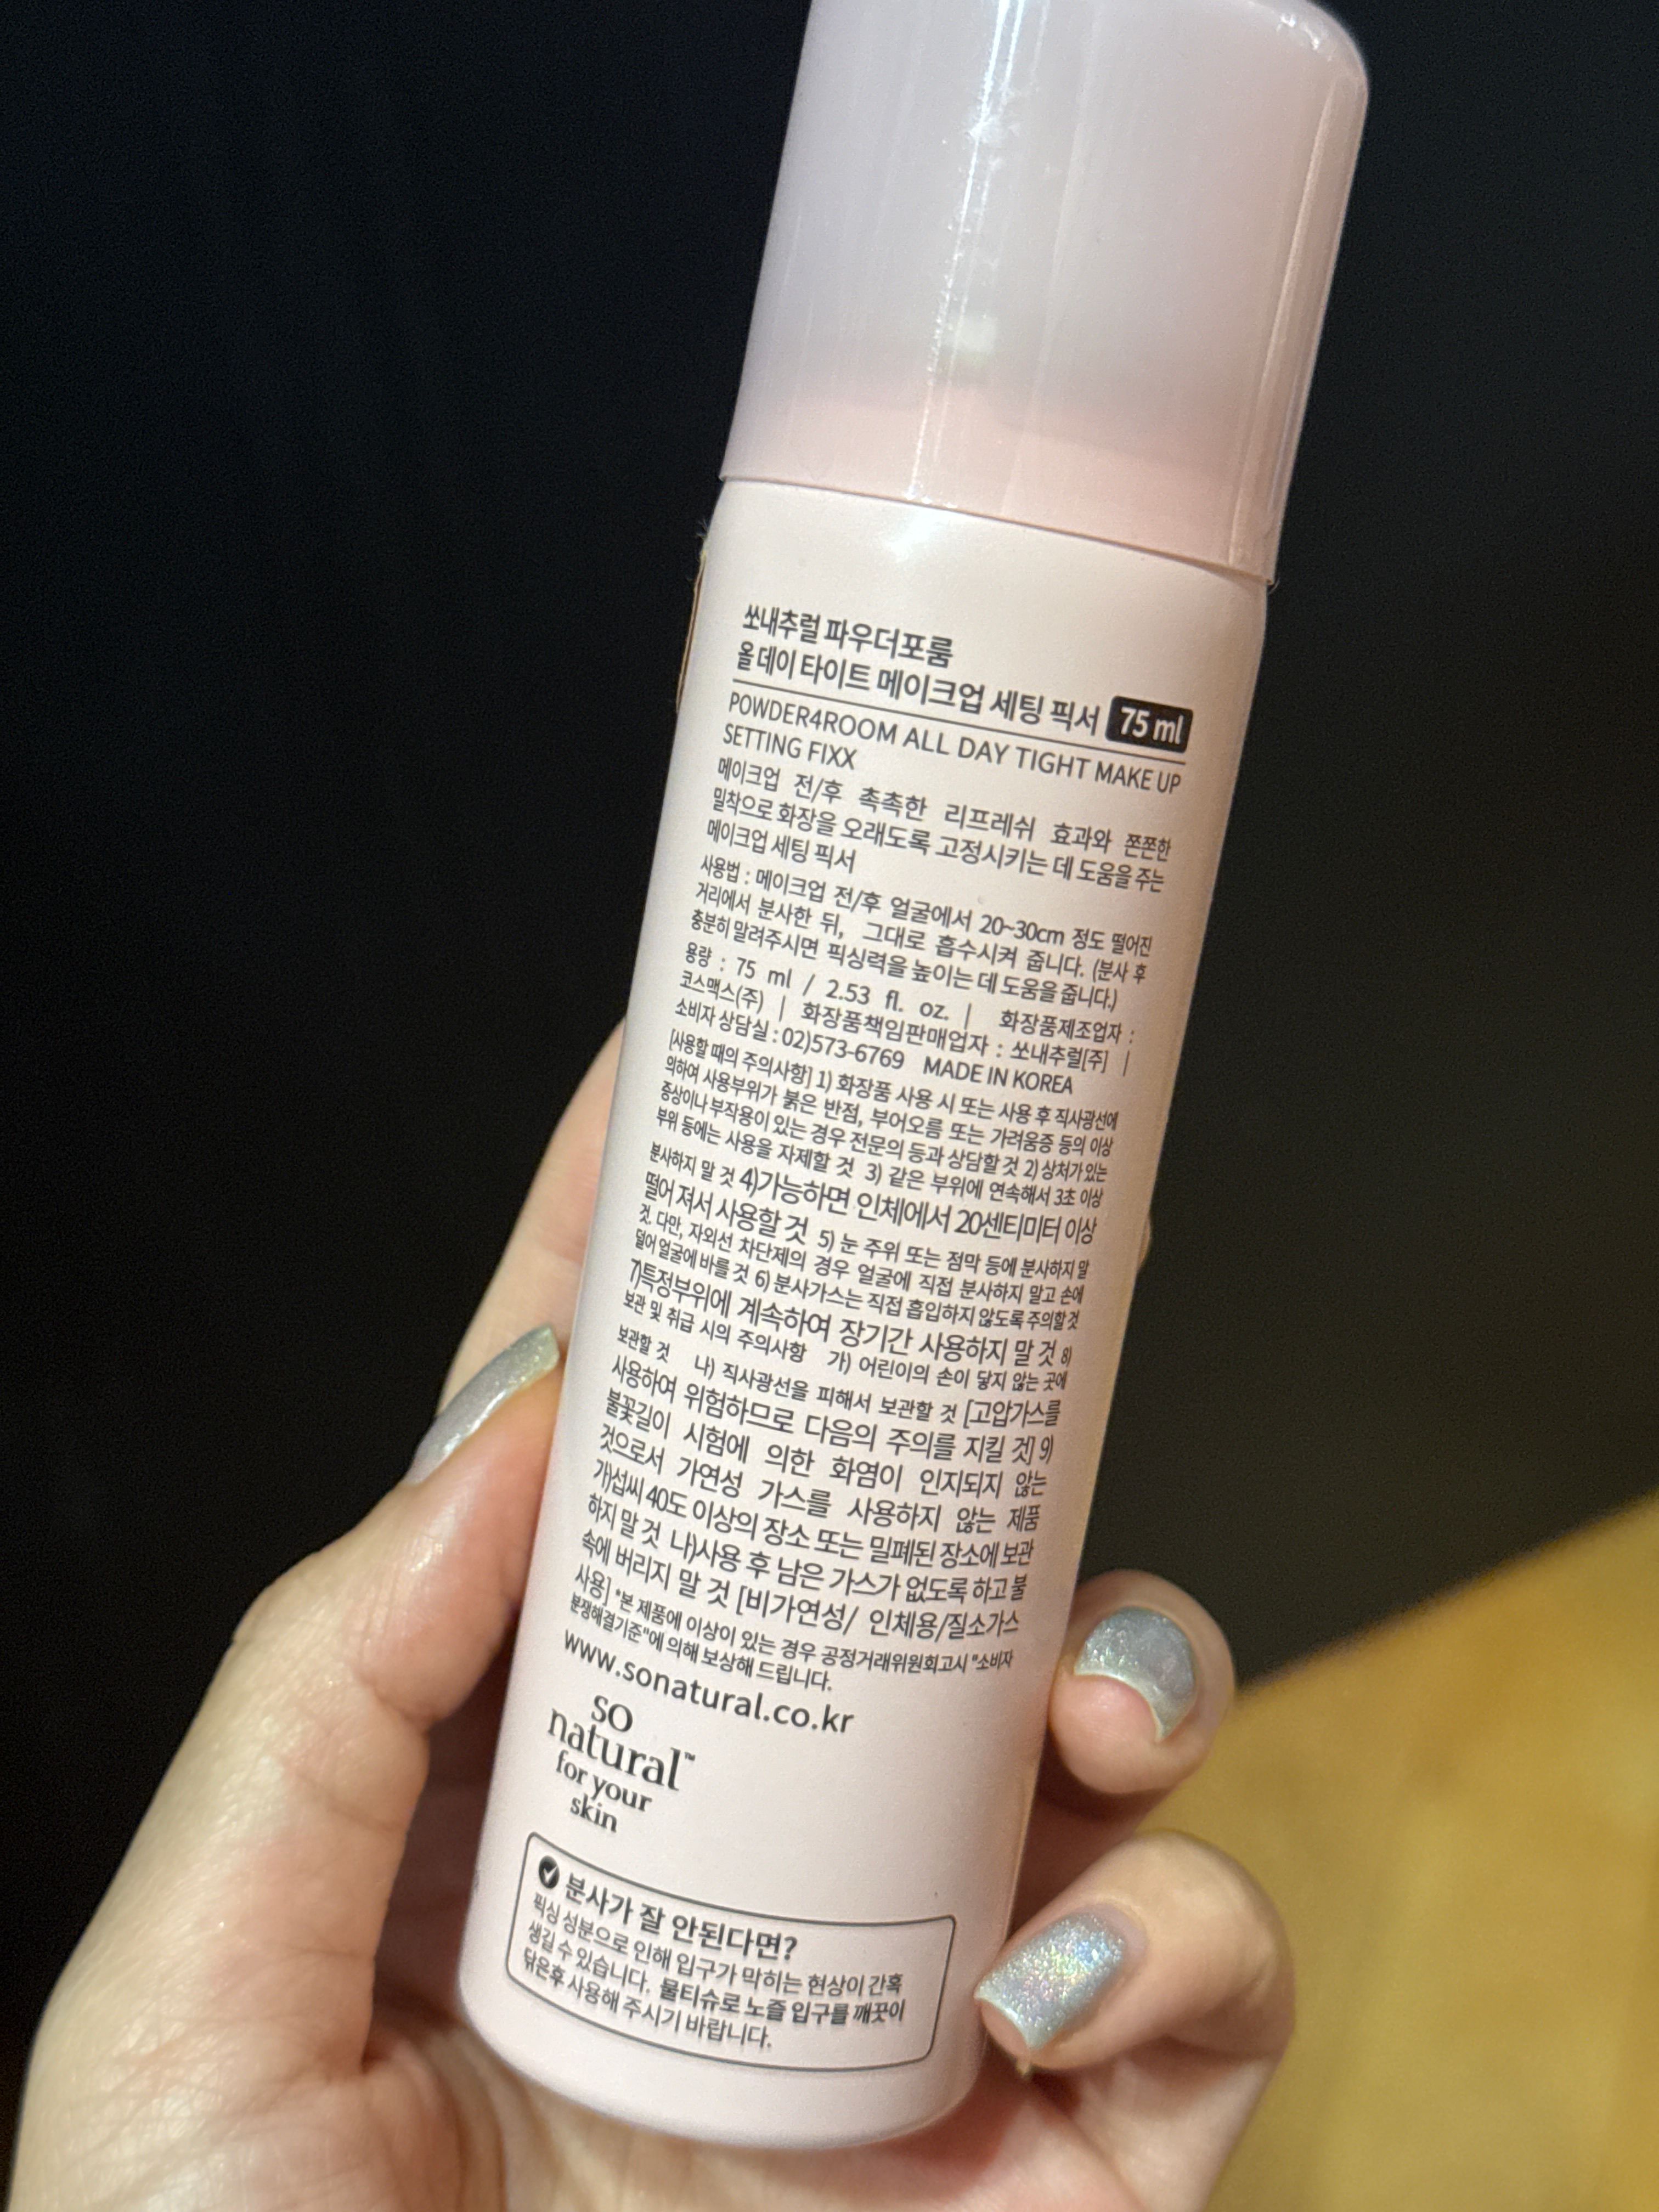 쏘내추럴 파우더포룸
올 데이 타이트 메이크업 세팅 픽서 75 ml
POWDER4ROOM ALL DAY TIGHT MAKE UP
SETTING FIXX
메이크업 전/후 촉촉한 리프레쉬 효과와 쫀쫀한
밀착으로 화장을 오래도록 고정시키는 데 도움을 주는
메이크업 세팅 픽서
사용법 : 메이크업 전/후 얼굴에서 20~30cm 정도 떨어진
거리에서 분사한 뒤, 그대로 흡수시켜 줍니다. (분사 후
충분히 말려주시면 픽싱력을 높이는 데 도움을 줍니다.)
용량 : 75 ml / 2.53 fl. oz. | 화장품제조업자 :
코스맥스(주) | 화장품책임판매업자 : 쏘내추럴[주] |
소비자 상담실 : 02)573-6769 MADE IN KOREA
[사용할 때의 주의사항] 1) 화장품 사용 시 또는 사용 후 직사광선에
의하여 사용부위가 붉은 반점, 부어오름 또는 가려움증 등의 이상
증상이나 부작용이 있는 경우 전문의 등과 상담할 것 2) 상처가 있는
부위 등에는 사용을 자제할 것 3) 같은 부위에 연속해서 3초 이상
분사하지 말 것 4)가능하면 인체에서 20센티미터 이상
떨어 져서 사용할 것 5) 눈 주위 또는 점막 등에 분사하지 말
것. 다만, 자외선 차단제의 경우 얼굴에 직접 분사하지 말고 손에
덜어 얼굴에 바를 것 6) 분사가스는 직접 흡입하지 않도록 주의할 것
7)특정부위에 계속하여 장기간 사용하지 말 것 8)
보관 및 취급 시의 주의사항 가) 어린이의 손이 닿지 않는 곳에
보관할 것 나) 직사광선을 피해서 보관할 것 [고압가스를
사용하여 위험하므로 다음의 주의를 지킬 것] 9)
불꽃길이 시험에 의한 화염이 인지되지 않는
것으로서 가연성 가스를 사용하지 않는 제품
가)섭씨 40도 이상의 장소 또는 밀폐된 장소에 보관
하지 말 것 나)사용 후 남은 가스가 없도록 하고 불
속에 버리지 말 것 [비가연성/ 인체용/질소가스
사용] *본 제품에 이상이 있는 경우 공정거래위원회고시 "소비자
분쟁해결기준"에 의해 보상해 드립니다.
www.sonatural.co.kr
so
natural™
for your
skin
분사가 잘 안된다면?
픽싱 성분으로 인해 입구가 막히는 현상이 간혹
생길 수 있습니다. 물티슈로 노즐 입구를 깨끗이
닦은후 사용해 주시기 바랍니다.